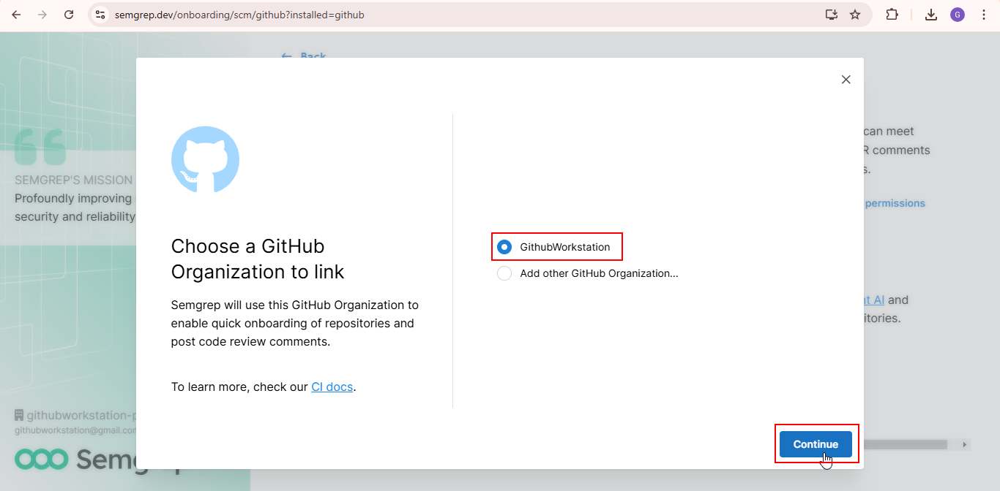 semgrep.dev/onboarding/scm/github?installed=github
G
Back
SEMGREP'S MISSION
Profoundly improving
security and reliability
Choose a GitHub
Organization to link
Semgrep will use this GitHub Organization to
enable quick onboarding of repositories and
post code review comments.
To learn more, check our CI docs.
GithubWorkstation
Add other GitHub Organization...
Continue
can meet
R comments
s.
permissions
nt AI and
itories.
githubworkstation-p
githubworkstation@gmail.com
Semgrep